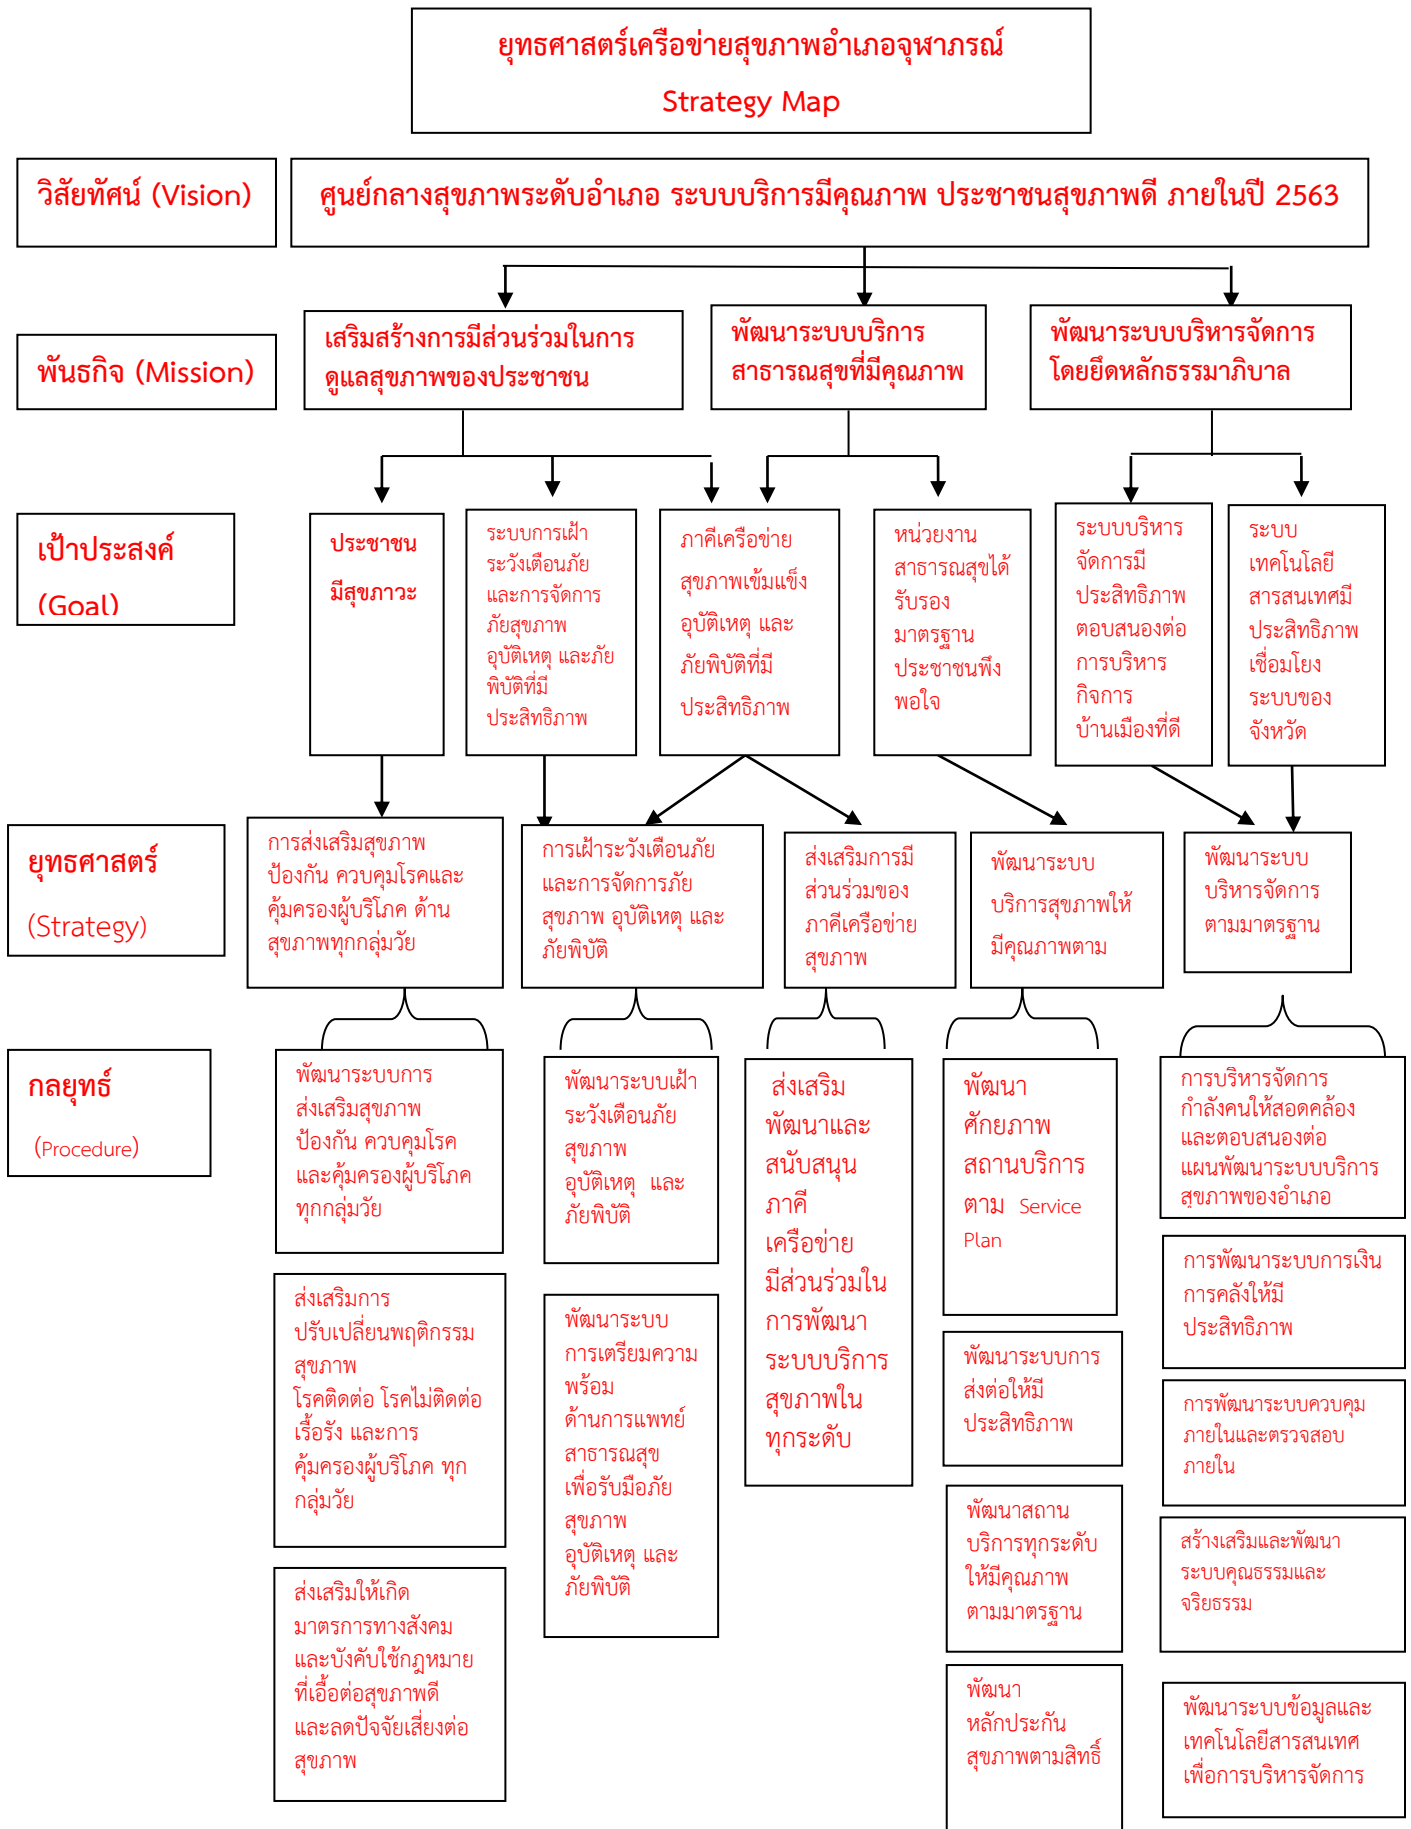 ยุทธศาสตร์เครือข่ายสุขภาพอำเภอจุฬาภรณ์
Strategy Map
วิสัยทัศน์ (Vision)
ศูนย์กลางสุขภาพระดับอำเภอ ระบบบริการมีคุณภาพ ประชาชนสุขภาพดี ภายในปี 2563
พันธกิจ (Mission)
เสริมสร้างการมีส่วนร่วมในการ
ดูแลสุขภาพของประชาชน
พัฒนาระบบบริการ
สาธารณสุขที่มีคุณภาพ
พัฒนาระบบบริหารจัดการ
โดยยึดหลักธรรมาภิบาล
เป้าประสงค์
(Goal)
ประชาชน
มีสุขภาวะ
ระบบการเฝ้า
ระวังเตือนภัย
และการจัดการ
ภัยสุขภาพ
อุบัติเหตุ และภัย
พิบัติที่มี
ประสิทธิภาพ
ภาคีเครือข่าย
สุขภาพเข้มแข็ง
อุบัติเหตุ และ
ภัยพิบัติที่มี
ประสิทธิภาพ
หน่วยงาน
สาธารณสุขได้
รับรอง
มาตรฐาน
ประชาชนพึง
พอใจ
ระบบบริหาร
จัดการมี
ประสิทธิภาพ
ตอบสนองต่อ
การบริหาร
กิจการ
บ้านเมืองที่ดี
ระบบ
เทคโนโลยี
สารสนเทศมี
ประสิทธิภาพ
เชื่อมโยง
ระบบของ
จังหวัด
ยุทธศาสตร์
(Strategy)
การส่งเสริมสุขภาพ
ป้องกัน ควบคุมโรคและ
คุ้มครองผู้บริโภค ด้าน
สุขภาพทุกกลุ่มวัย
การเฝ้าระวังเตือนภัย
และการจัดการภัย
สุขภาพ อุบัติเหตุ และ
ภัยพิบัติ
ส่งเสริมการมี
ส่วนร่วมของ
ภาคีเครือข่าย
สุขภาพ
พัฒนาระบบ
บริการสุขภาพให้
มีคุณภาพตาม
พัฒนาระบบ
บริหารจัดการ
ตามมาตรฐาน
กลยุทธ์
(Procedure)
พัฒนาระบบการ
ส่งเสริมสุขภาพ
ป้องกัน ควบคุมโรค
และคุ้มครองผู้บริโภค
ทุกกลุ่มวัย
ส่งเสริมการ
ปรับเปลี่ยนพฤติกรรม
สุขภาพ
โรคติดต่อ โรคไม่ติดต่อ
เรื้อรัง และการ
คุ้มครองผู้บริโภค ทุก
กลุ่มวัย
ส่งเสริมให้เกิด
มาตรการทางสังคม
และบังคับใช้กฎหมาย
ที่เอื้อต่อสุขภาพดี
และลดปัจจัยเสี่ยงต่อ
สุขภาพ
พัฒนาระบบเฝ้า
ระวังเตือนภัย
สุขภาพ
อุบัติเหตุ และ
ภัยพิบัติ
พัฒนาระบบ
การเตรียมความ
พร้อม
ด้านการแพทย์
สาธารณสุข
เพื่อรับมือภัย
สุขภาพ
อุบัติเหตุ และ
ภัยพิบัติ
ส่งเสริม
พัฒนาและ
สนับสนุน
ภาคี
เครือข่าย
มีส่วนร่วมใน
การพัฒนา
ระบบบริการ
สุขภาพใน
ทุกระดับ
พัฒนา
ศักยภาพ
สถานบริการ
ตาม Service
Plan
พัฒนาระบบการ
ส่งต่อให้มี
ประสิทธิภาพ
พัฒนาสถาน
บริการทุกระดับ
ให้มีคุณภาพ
ตามมาตรฐาน
พัฒนา
หลักประกัน
สุขภาพตามสิทธิ์
การบริหารจัดการ
กำลังคนให้สอดคล้อง
และตอบสนองต่อ
แผนพัฒนาระบบบริการ
สุขภาพของอำเภอ
การพัฒนาระบบการเงิน
การคลังให้มี
ประสิทธิภาพ
การพัฒนาระบบควบคุม
ภายในและตรวจสอบ
ภายใน
สร้างเสริมและพัฒนา
ระบบคุณธรรมและ
จริยธรรม
พัฒนาระบบข้อมูลและ
เทคโนโลยีสารสนเทศ
เพื่อการบริหารจัดการ